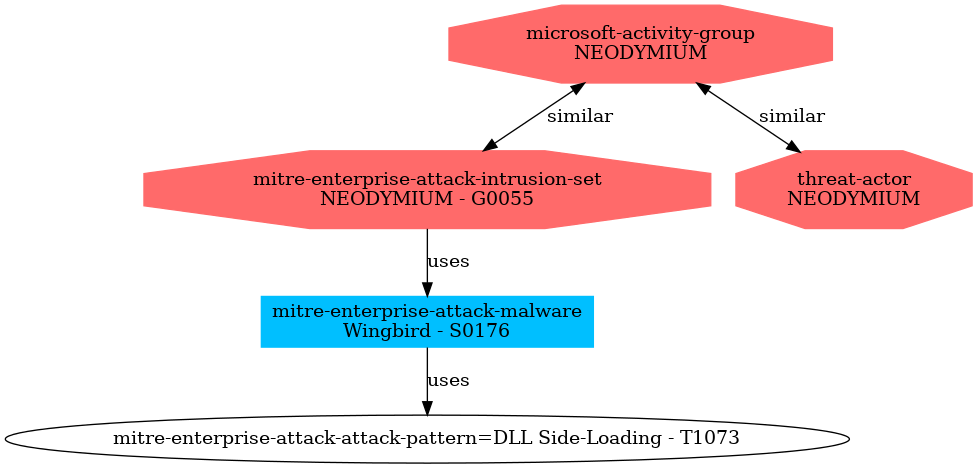 microsoft-activity-group
NEODYMIUM
similar
similar
mitre-enterprise-attack-intrusion-set
NEODYMIUM - G0055
threat-actor
NEODYMIUM
uses
mitre-enterprise-attack-malware
Wingbird - S0176
uses
mitre-enterprise-attack-attack-pattern=DLL Side-Loading - T1073